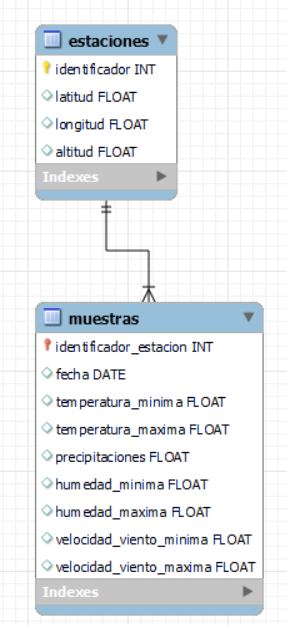 estaciones
identificador INT
latitud FLOAT
longitud FLOAT
altitud FLOAT
Indexes
muestras
identificador_estacion INT
fecha DATE
temperatura_minima FLOAT
temperatura_maxima FLOAT
precipitaciones FLOAT
humedad_minima FLOAT
humedad_maxima FLOAT
velocidad_viento_minima FLOAT
velocidad_viento_maxima FLOAT
Indexes